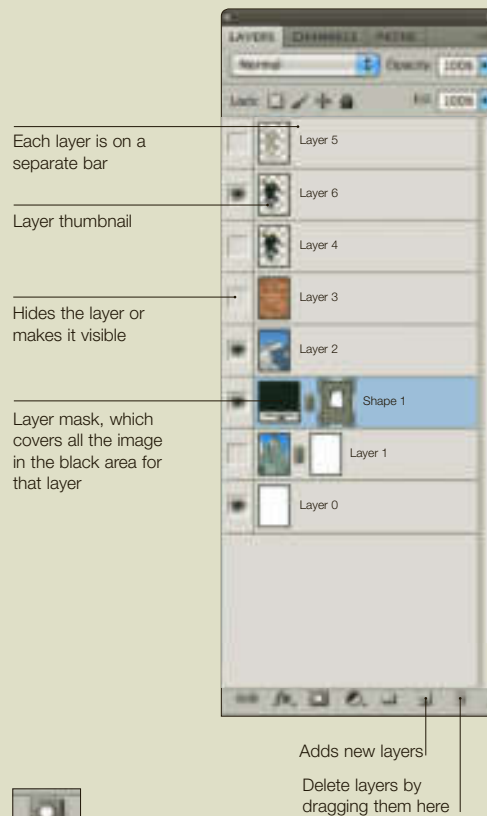 LAYERS CHANNELS PATHS
Normal Opacity: 100%
Lock: Fill: 100%
Each layer is on a
separate bar
Layer 5
Layer thumbnail
Layer 6
Layer 4
Hides the layer or
makes it visible
Layer 3
Layer 2
Layer mask, which
covers all the image
in the black area for
that layer
Shape 1
Layer 1
Layer 0
fx
Adds new layers
Delete layers by
dragging them here